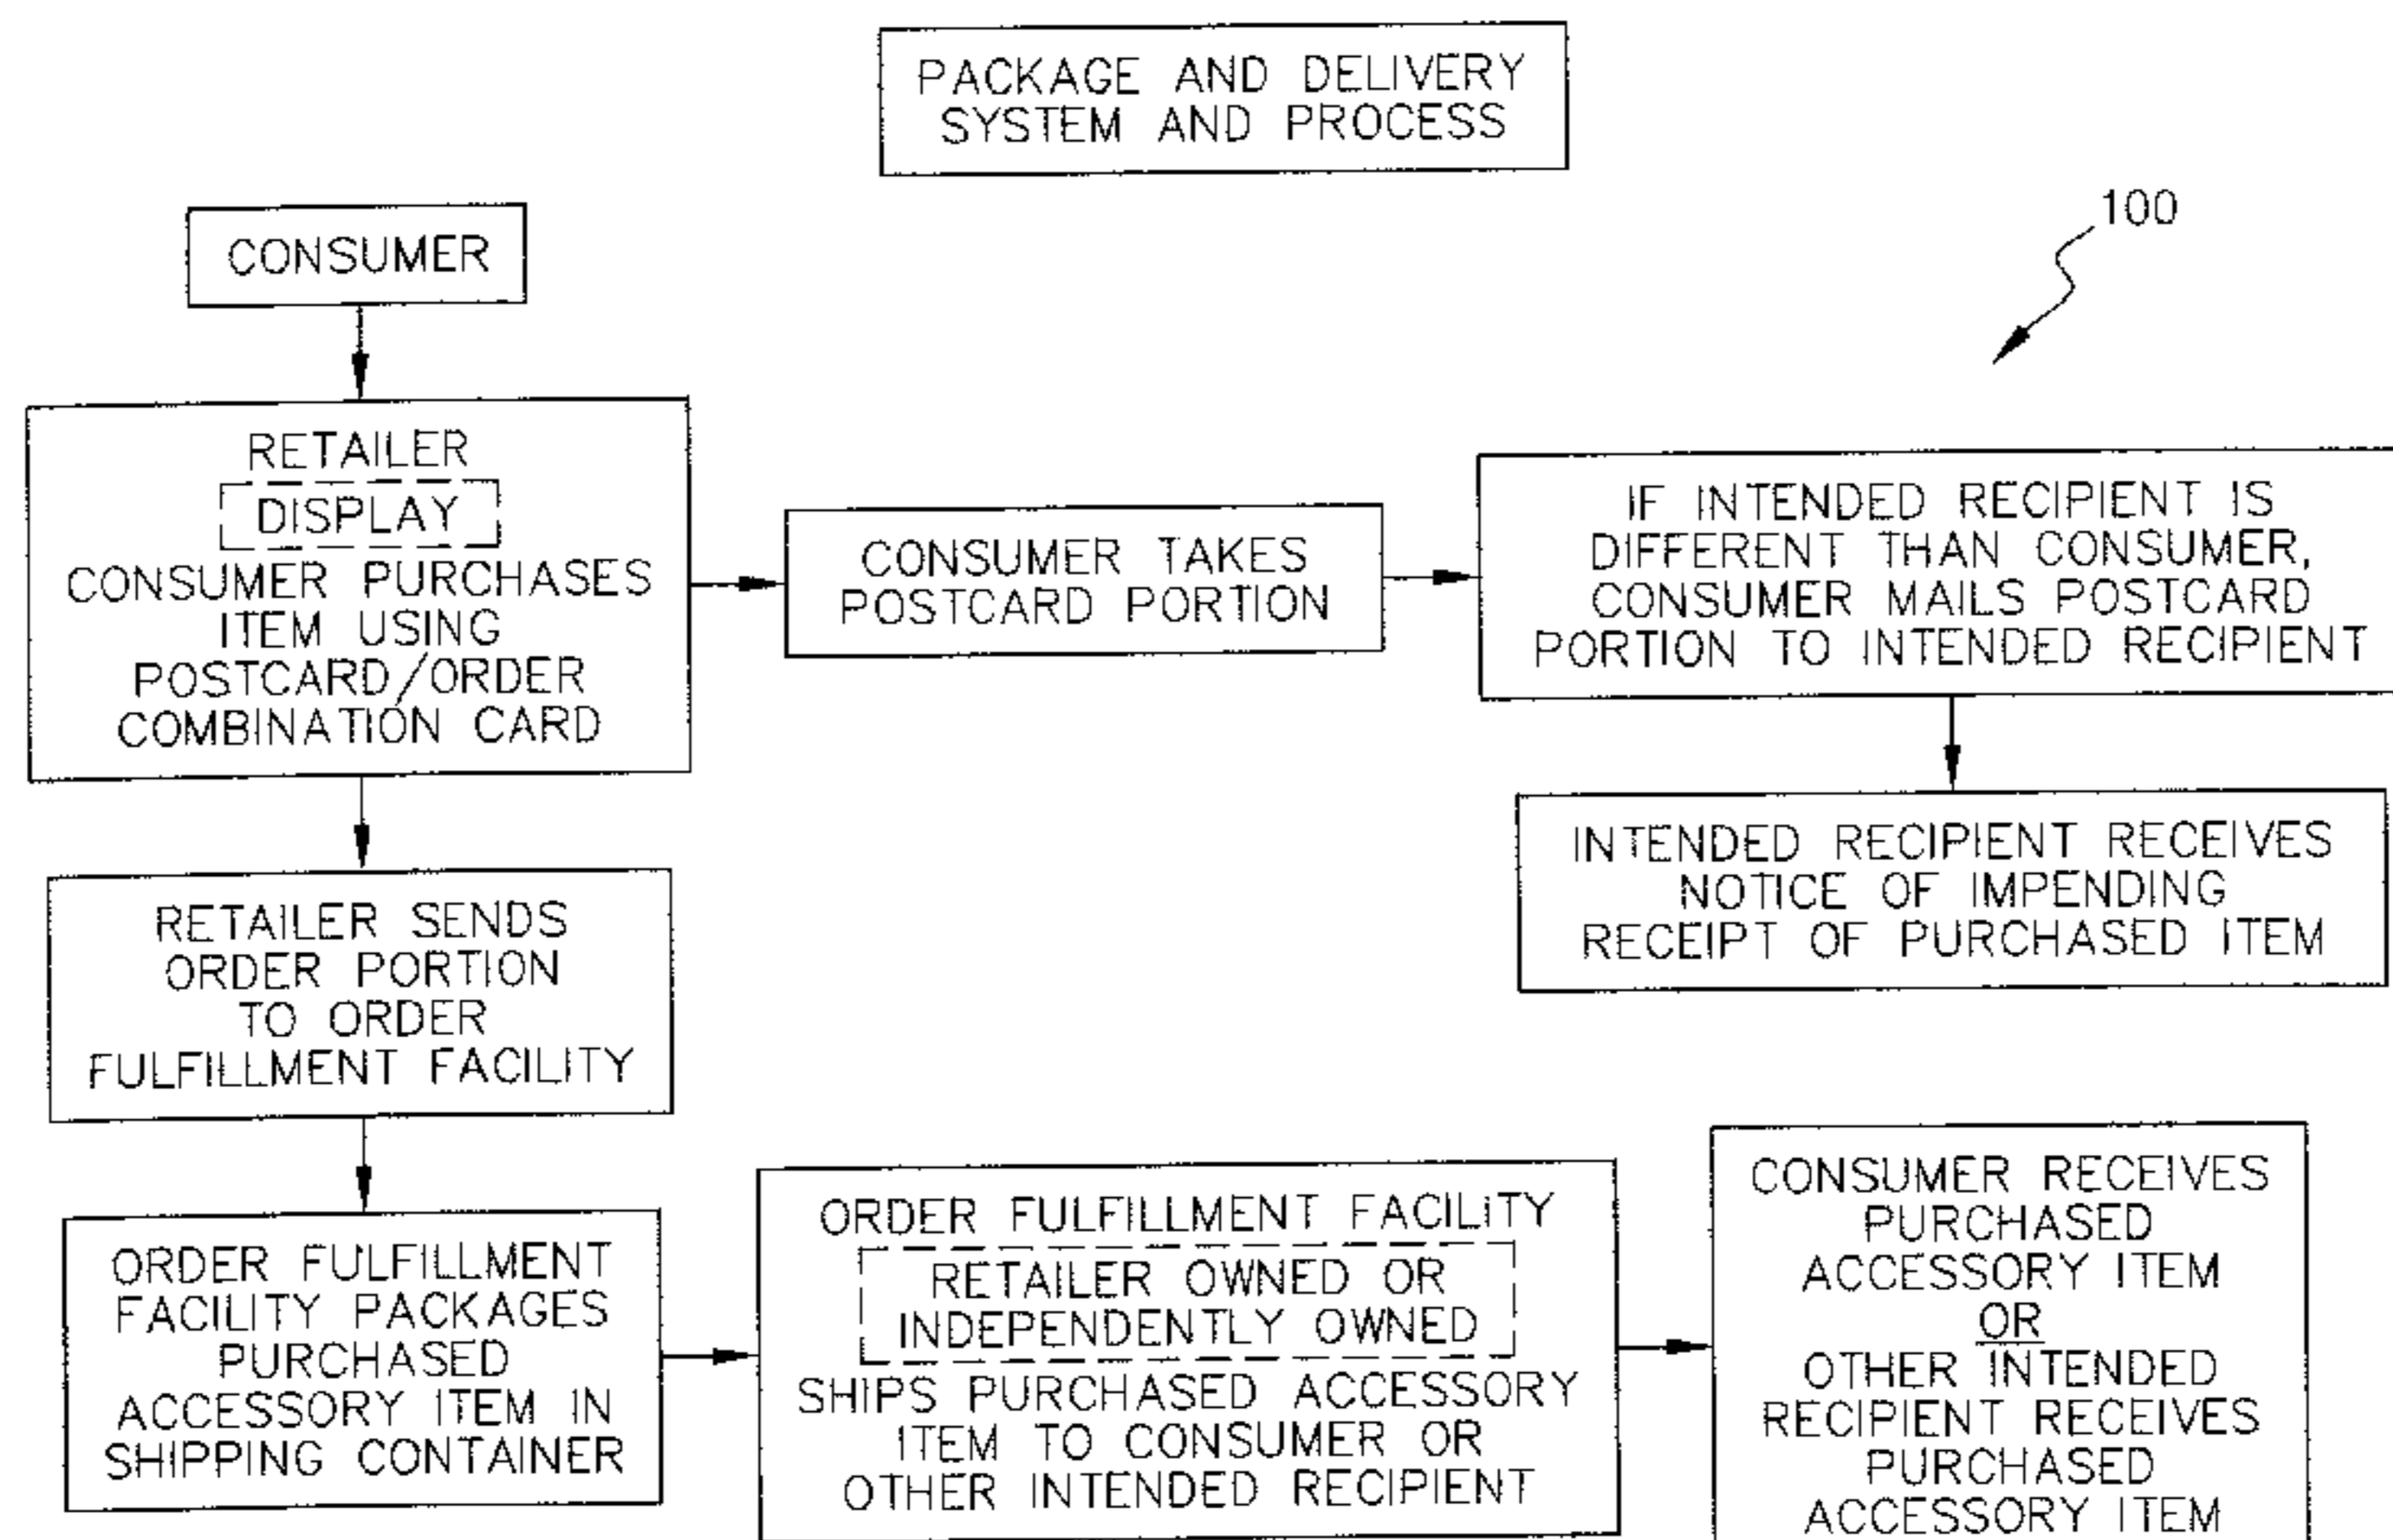 PACKAGE AND DELIVERY
SYSTEM AND PROCESS
100
CONSUMER
RETAILER
DISPLAY
CONSUMER PURCHASES
ITEM USING
POSTCARD/ORDER
COMBINATION CARD
CONSUMER TAKES
POSTCARD PORTION
IF INTENDED RECIPIENT IS
DIFFERENT THAN CONSUMER,
CONSUMER MAILS POSTCARD
PORTION TO INTENDED RECIPIENT
INTENDED RECIPIENT RECEIVES
NOTICE OF IMPENDING
RECEIPT OF PURCHASED ITEM
RETAILER SENDS
ORDER PORTION
TO ORDER
FULFILLMENT FACILITY
ORDER FULFILLMENT
FACILITY PACKAGES
PURCHASED
ACCESSORY ITEM IN
SHIPPING CONTAINER
ORDER FULFILLMENT FACILITY
RETAILER OWNED OR
INDEPENDENTLY OWNED
SHIPS PURCHASED ACCESSORY
ITEM TO CONSUMER OR
OTHER INTENDED RECIPIENT
CONSUMER RECEIVES
PURCHASED
ACCESSORY ITEM
OR
OTHER INTENDED
RECIPIENT RECEIVES
PURCHASED
ACCESSORY ITEM